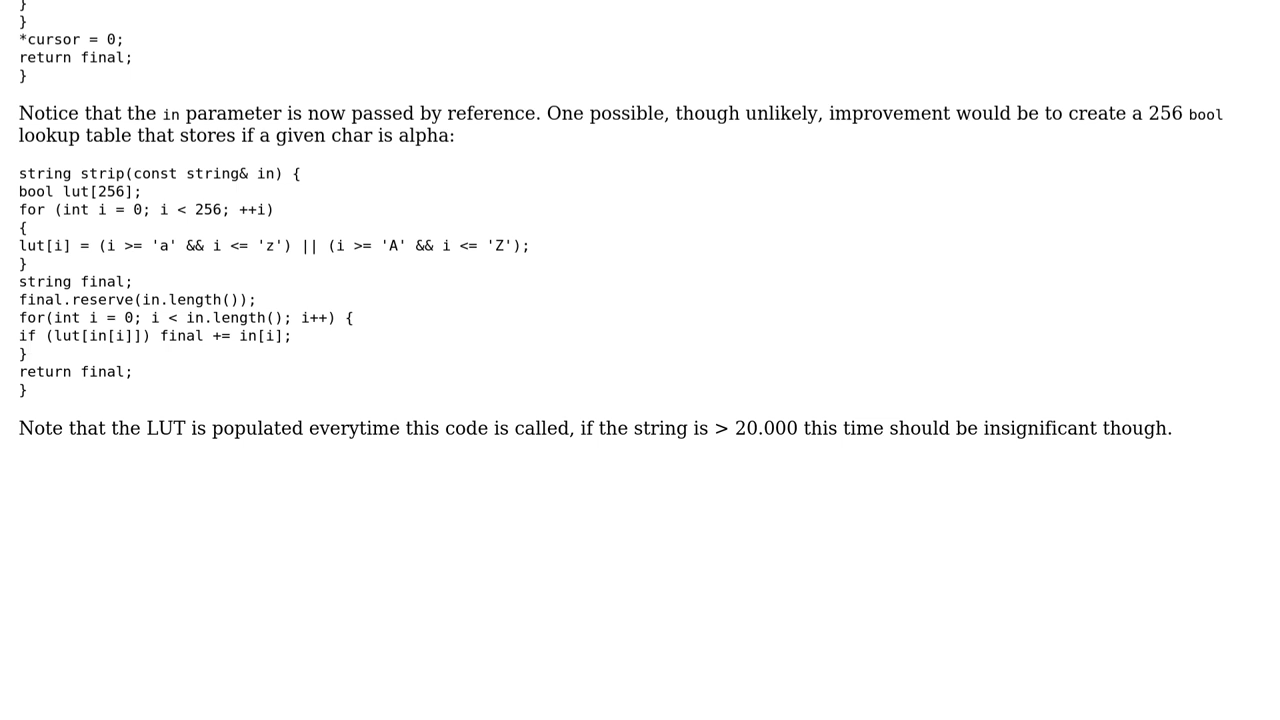 }
}
*cursor = 0;
return final;
}
Notice that the in parameter is now passed by reference. One possible, though unlikely, improvement would be to create a 256 bool
lookup table that stores if a given char is alpha:
string strip(const string& in) {
bool lut[256];
for (int i = 0; i < 256; ++i)
{
lut[i] = (i >= 'a' && i <= 'z') || (i >= 'A' && i <= 'Z');
}
string final;
final.reserve(in.length());
for(int i = 0; i < in.length(); i++) {
if (lut[in[i]]) final += in[i];
}
return final;
}
Note that the LUT is populated everytime this code is called, if the string is > 20.000 this time should be insignificant though.